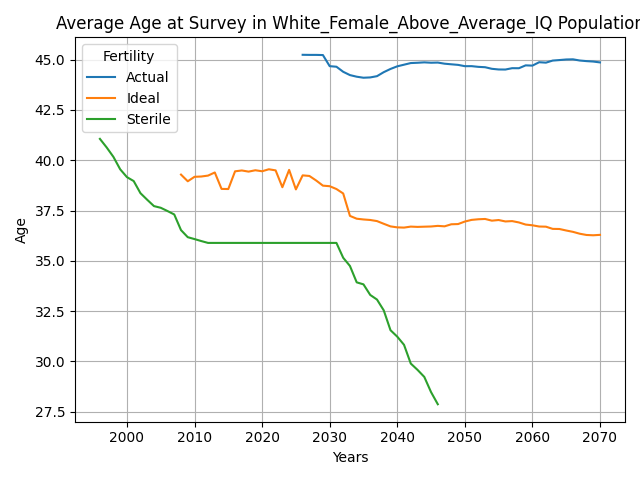 Average Age at Survey in White_Female_Above_Average_IQ Population
Fertility
Actual
Ideal
Sterile
Age
45.0
42.5
40.0
37.5
35.0
32.5
30.0
27.5
2000 2010 2020 2030 2040 2050 2060 2070
Years